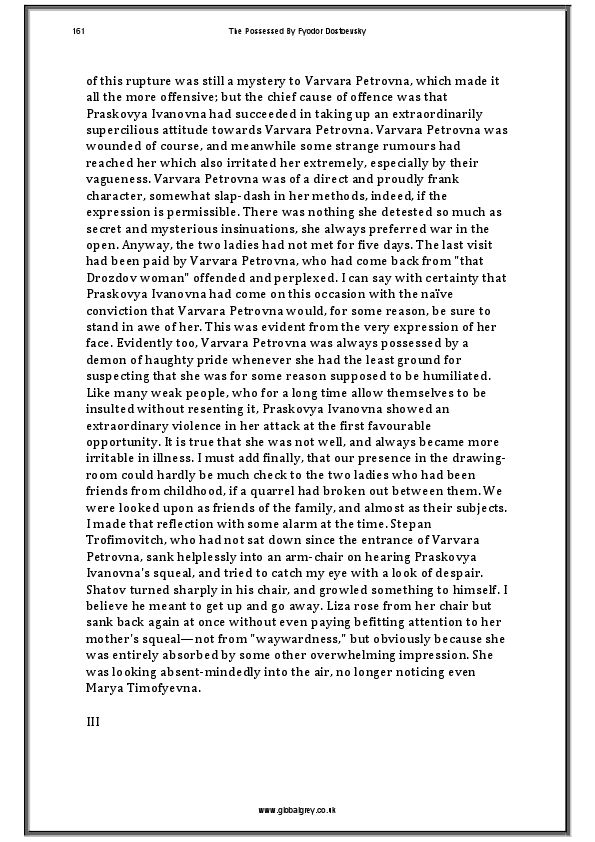 161
The Possessed By Fyodor Dostoevsky
of this rupture was still a mystery to Varvara Petrovna, which made it
all the more offensive; but the chief cause of offence was that
Praskovya Ivanovna had succeeded in taking up an extraordinarily
supercilious attitude towards Varvara Petrovna. Varvara Petrovna was
wounded of course, and meanwhile some strange rumours had
reached her which also irritated her extremely, especially by their
vagueness. Varvara Petrovna was of a direct and proudly frank
character, somewhat slap-dash in her methods, indeed, if the
expression is permissible. There was nothing she detested so much as
secret and mysterious insinuations, she always preferred war in the
open. Anyway, the two ladies had not met for five days. The last visit
had been paid by Varvara Petrovna, who had come back from "that
Drozdov woman" offended and perplexed. I can say with certainty that
Praskovya Ivanovna had come on this occasion with the naïve
conviction that Varvara Petrovna would, for some reason, be sure to
stand in awe of her. This was evident from the very expression of her
face. Evidently too, Varvara Petrovna was always possessed by a
demon of haughty pride whenever she had the least ground for
suspecting that she was for some reason supposed to be humiliated.
Like many weak people, who for a long time allow themselves to be
insulted without resenting it, Praskovya Ivanovna showed an
extraordinary violence in her attack at the first favourable
opportunity. It is true that she was not well, and always became more
irritable in illness. I must add finally, that our presence in the drawing-
room could hardly be much check to the two ladies who had been
friends from childhood, if a quarrel had broken out between them. We
were looked upon as friends of the family, and almost as their subjects.
I made that reflection with some alarm at the time. Stepan
Trofimovitch, who had not sat down since the entrance of Varvara
Petrovna, sank helplessly into an arm-chair on hearing Praskovya
Ivanovna's squeal, and tried to catch my eye with a look of despair.
Shatov turned sharply in his chair, and growled something to himself. I
believe he meant to get up and go away. Liza rose from her chair but
sank back again at once without even paying befitting attention to her
mother's squeal—not from "waywardness," but obviously because she
was entirely absorbed by some other overwhelming impression. She
was looking absent-mindedly into the air, no longer noticing even
Marya Timofyevna.
III
www.globalgrey.co.uk